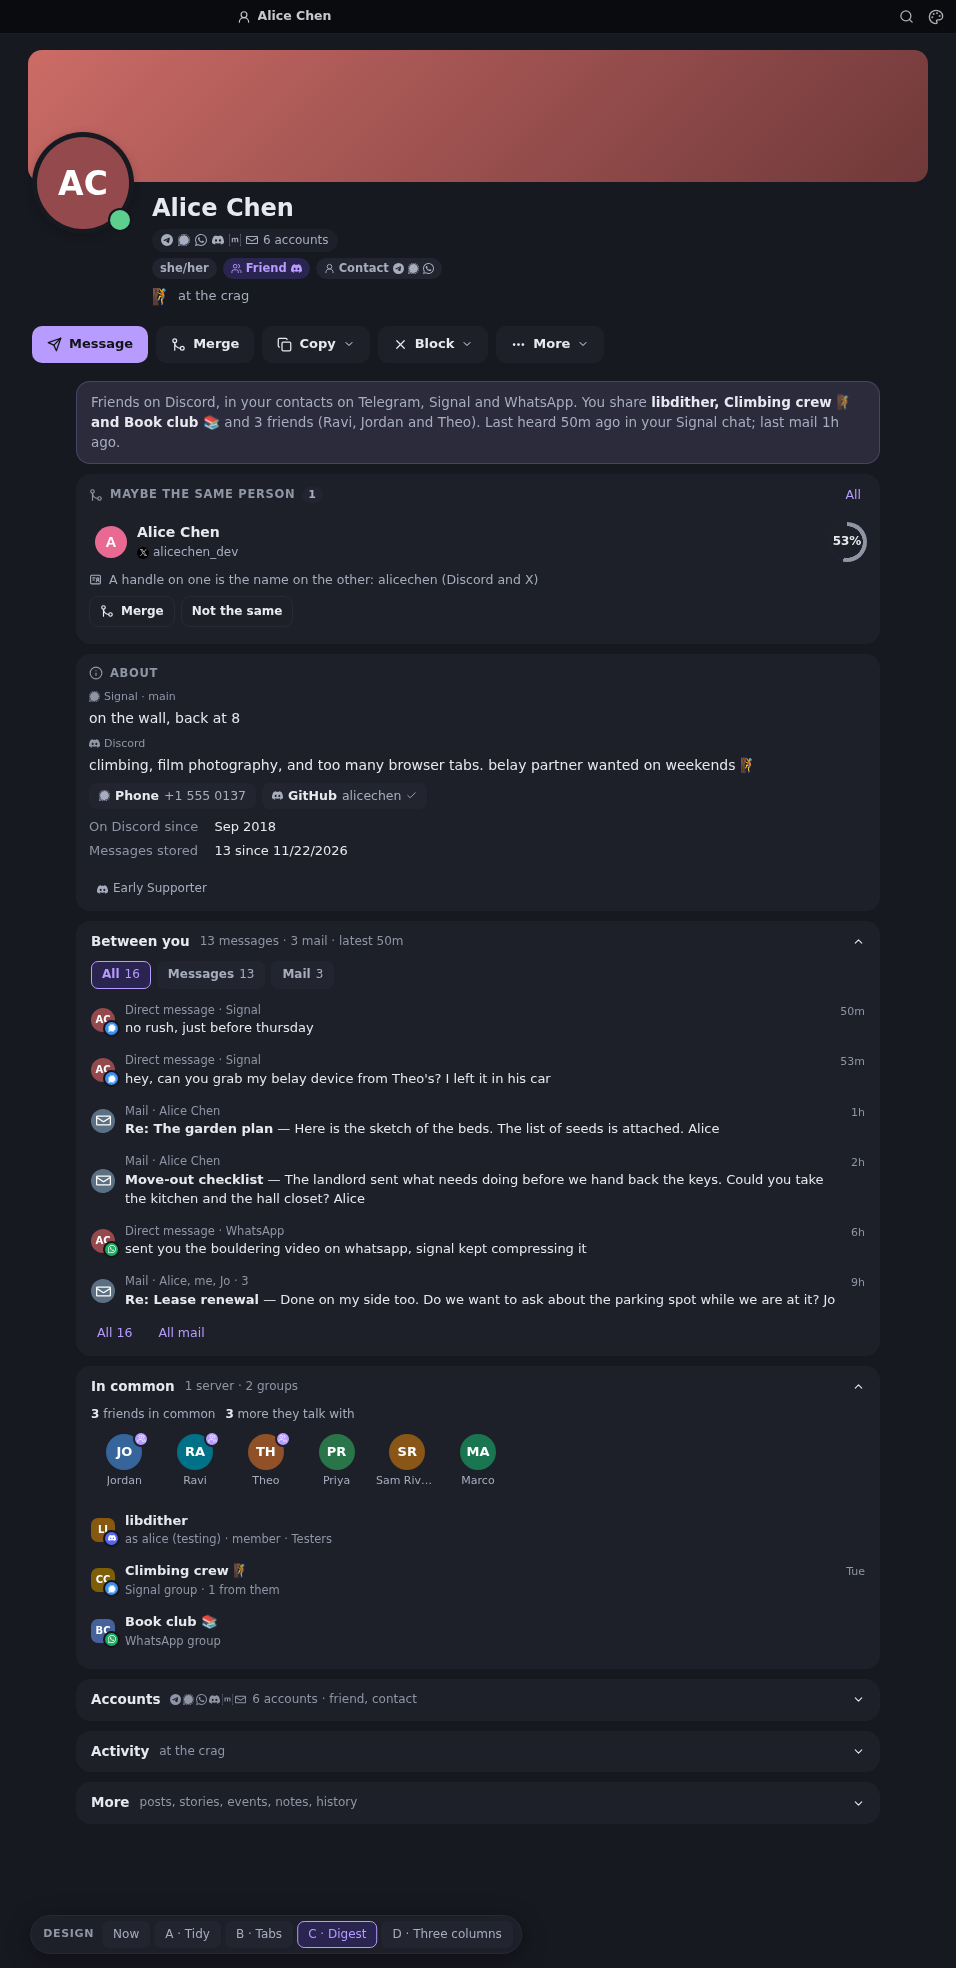 Alice Chen
AC
Alice Chen
6 accounts
she/her Friend Contact
at the crag
Message Merge Copy Block More
Friends on Discord, in your contacts on Telegram, Signal and WhatsApp. You share libdither, Climbing crew 🧗
and Book club 📚 and 3 friends (Ravi, Jordan and Theo). Last heard 50m ago in your Signal chat; last mail 1h
ago.
MAYBE THE SAME PERSON 1 All
A
Alice Chen
alicechen_dev
53%
A handle on one is the name on the other: alicechen (Discord and X)
Merge Not the same
ABOUT
Signal · main
on the wall, back at 8
Discord
climbing, film photography, and too many browser tabs. belay partner wanted on weekends 🧗
Phone +1 555 0137 GitHub alicechen ✓
On Discord since Sep 2018
Messages stored 13 since 11/22/2026
Early Supporter
Between you 13 messages · 3 mail · latest 50m
All 16 Messages 13 Mail 3
AC
Direct message · Signal 50m
no rush, just before thursday
AC
Direct message · Signal 53m
hey, can you grab my belay device from Theo's? I left it in his car
Mail · Alice Chen 1h
Re: The garden plan — Here is the sketch of the beds. The list of seeds is attached. Alice
Mail · Alice Chen 2h
Move-out checklist — The landlord sent what needs doing before we hand back the keys. Could you take
the kitchen and the hall closet? Alice
AC
Direct message · WhatsApp 6h
sent you the bouldering video on whatsapp, signal kept compressing it
Mail · Alice, me, Jo · 3 9h
Re: Lease renewal — Done on my side too. Do we want to ask about the parking spot while we are at it? Jo
All 16 All mail
In common 1 server · 2 groups
3 friends in common 3 more they talk with
JO RA TH PR SR MA
Jordan Ravi Theo Priya Sam Riv… Marco
LI
libdither
as alice (testing) · member · Testers
CC
Climbing crew 🧗 Tue
Signal group · 1 from them
BC
Book club 📚
WhatsApp group
Accounts 6 accounts · friend, contact
Activity at the crag
More posts, stories, events, notes, history
DESIGN Now A · Tidy B · Tabs C · Digest D · Three columns